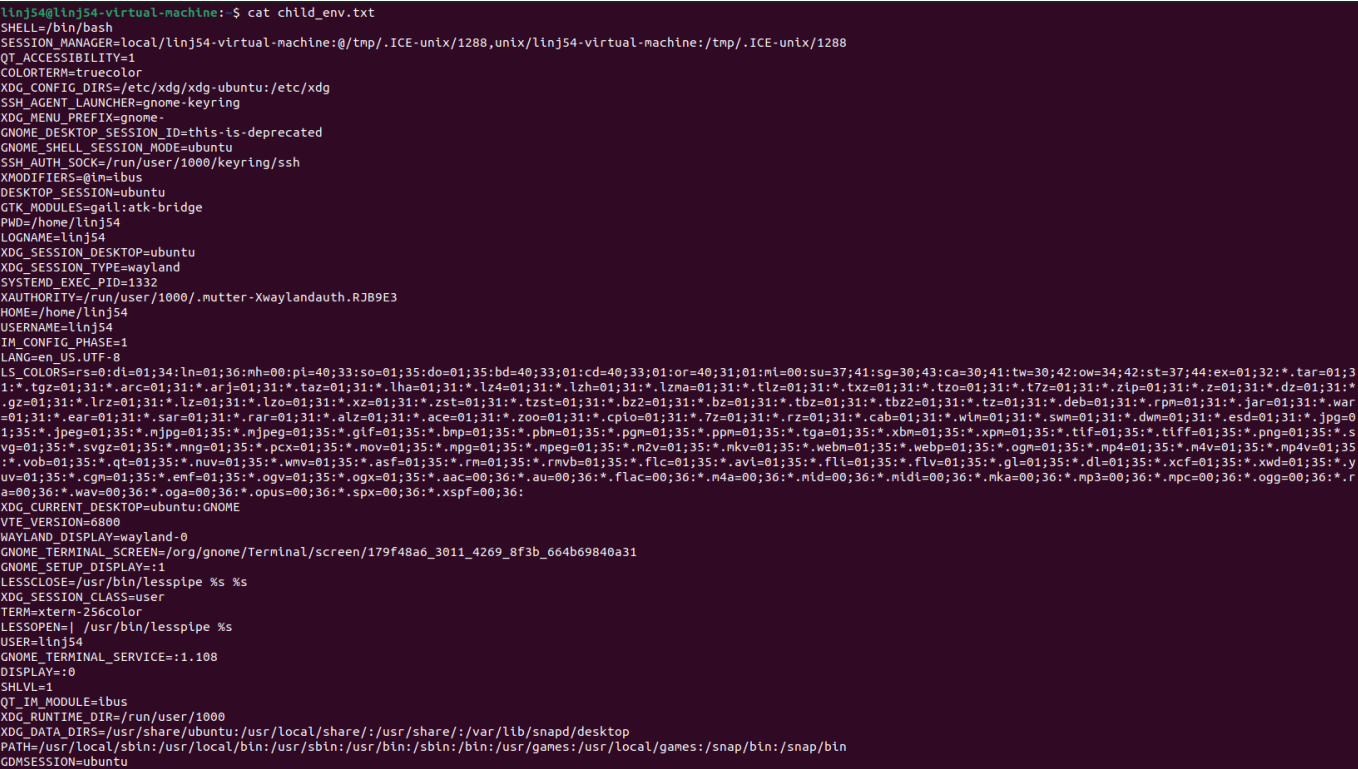 linj54@linj54-virtual-machine:~$ cat child_env.txt
SHELL=/bin/bash
SESSION_MANAGER=local/linj54-virtual-machine:@/tmp/.ICE-unix/1288,unix/linj54-virtual-machine:/tmp/.ICE-unix/1288
QT_ACCESSIBILITY=1
COLORTERM=truecolor
XDG_CONFIG_DIRS=/etc/xdg/xdg-ubuntu:/etc/xdg
SSH_AGENT_LAUNCHER=gnome-keyring
XDG_MENU_PREFIX=gnome-
GNOME_DESKTOP_SESSION_ID=this-is-deprecated
GNOME_SHELL_SESSION_MODE=ubuntu
SSH_AUTH_SOCK=/run/user/1000/keyring/ssh
XMODIFIERS=@im=ibus
DESKTOP_SESSION=ubuntu
GTK_MODULES=gail:atk-bridge
PWD=/home/linj54
LOGNAME=linj54
XDG_SESSION_DESKTOP=ubuntu
XDG_SESSION_TYPE=wayland
SYSTEMD_EXEC_PID=1332
XAUTHORITY=/run/user/1000/.mutter-Xwaylandauth.RJB9E3
HOME=/home/linj54
USERNAME=linj54
IM_CONFIG_PHASE=1
LANG=en_US.UTF-8
LS_COLORS=rs=0:di=01;34:ln=01;36:mh=00:pi=40;33:so=01;35:do=01;35:bd=40;33;01:cd=40;33;01:or=40;31;01:mi=00:su=37;41:sg=30;43:ca=30;41:tw=30;42:ow=34;42:st=37;44:ex=01;32:*.tar=01;3
1:*.tgz=01;31:*.arc=01;31:*.arj=01;31:*.taz=01;31:*.lha=01;31:*.lz4=01;31:*.lzh=01;31:*.lzma=01;31:*.tlz=01;31:*.txz=01;31:*.tzo=01;31:*.t7z=01;31:*.zip=01;31:*.z=01;31:*.dz=01;31:*
.gz=01;31:*.lrz=01;31:*.lz=01;31:*.lzo=01;31:*.xz=01;31:*.zst=01;31:*.tzst=01;31:*.bz2=01;31:*.bz=01;31:*.tbz=01;31:*.tbz2=01;31:*.tz=01;31:*.deb=01;31:*.rpm=01;31:*.jar=01;31:*.war
=01;31:*.ear=01;31:*.sar=01;31:*.rar=01;31:*.alz=01;31:*.ace=01;31:*.zoo=01;31:*.cpio=01;31:*.7z=01;31:*.rz=01;31:*.cab=01;31:*.wim=01;31:*.swm=01;31:*.dwm=01;31:*.esd=01;31:*.jpg=0
1;35:*.jpeg=01;35:*.mjpg=01;35:*.mjpeg=01;35:*.gif=01;35:*.bmp=01;35:*.pbm=01;35:*.pgm=01;35:*.ppm=01;35:*.tga=01;35:*.xbm=01;35:*.xpm=01;35:*.tif=01;35:*.tiff=01;35:*.png=01;35:*.s
vg=01;35:*.svgz=01;35:*.mng=01;35:*.pcx=01;35:*.mov=01;35:*.mpg=01;35:*.mpeg=01;35:*.m2v=01;35:*.mkv=01;35:*.webm=01;35:*.webp=01;35:*.ogm=01;35:*.mp4=01;35:*.m4v=01;35:*.mp4v=01;35
:*.vob=01;35:*.qt=01;35:*.nuv=01;35:*.wmv=01;35:*.asf=01;35:*.rm=01;35:*.rmvb=01;35:*.flc=01;35:*.avi=01;35:*.fli=01;35:*.flv=01;35:*.gl=01;35:*.dl=01;35:*.xcf=01;35:*.xwd=01;35:*.y
uv=01;35:*.cgm=01;35:*.emf=01;35:*.ogv=01;35:*.ogx=01;35:*.aac=00;36:*.au=00;36:*.flac=00;36:*.m4a=00;36:*.mid=00;36:*.midi=00;36:*.mka=00;36:*.mp3=00;36:*.mpc=00;36:*.ogg=00;36:*.r
a=00;36:*.wav=00;36:*.oga=00;36:*.opus=00;36:*.spx=00;36:*.xspf=00;36:
XDG_CURRENT_DESKTOP=ubuntu:GNOME
VTE_VERSION=6800
WAYLAND_DISPLAY=wayland-0
GNOME_TERMINAL_SCREEN=/org/gnome/Terminal/screen/179f48a6_3011_4269_8f3b_664b69840a31
GNOME_SETUP_DISPLAY=:1
LESSCLOSE=/usr/bin/lesspipe %s %s
XDG_SESSION_CLASS=user
TERM=xterm-256color
LESSOPEN=| /usr/bin/lesspipe %s
USER=linj54
GNOME_TERMINAL_SERVICE=:1.108
DISPLAY=:0
SHLVL=1
QT_IM_MODULE=ibus
XDG_RUNTIME_DIR=/run/user/1000
XDG_DATA_DIRS=/usr/share/ubuntu:/usr/local/share/:/usr/share/:/var/lib/snapd/desktop
PATH=/usr/local/sbin:/usr/local/bin:/usr/sbin:/usr/bin:/sbin:/bin:/usr/games:/usr/local/games:/snap/bin:/snap/bin
GDMSESSION=ubuntu